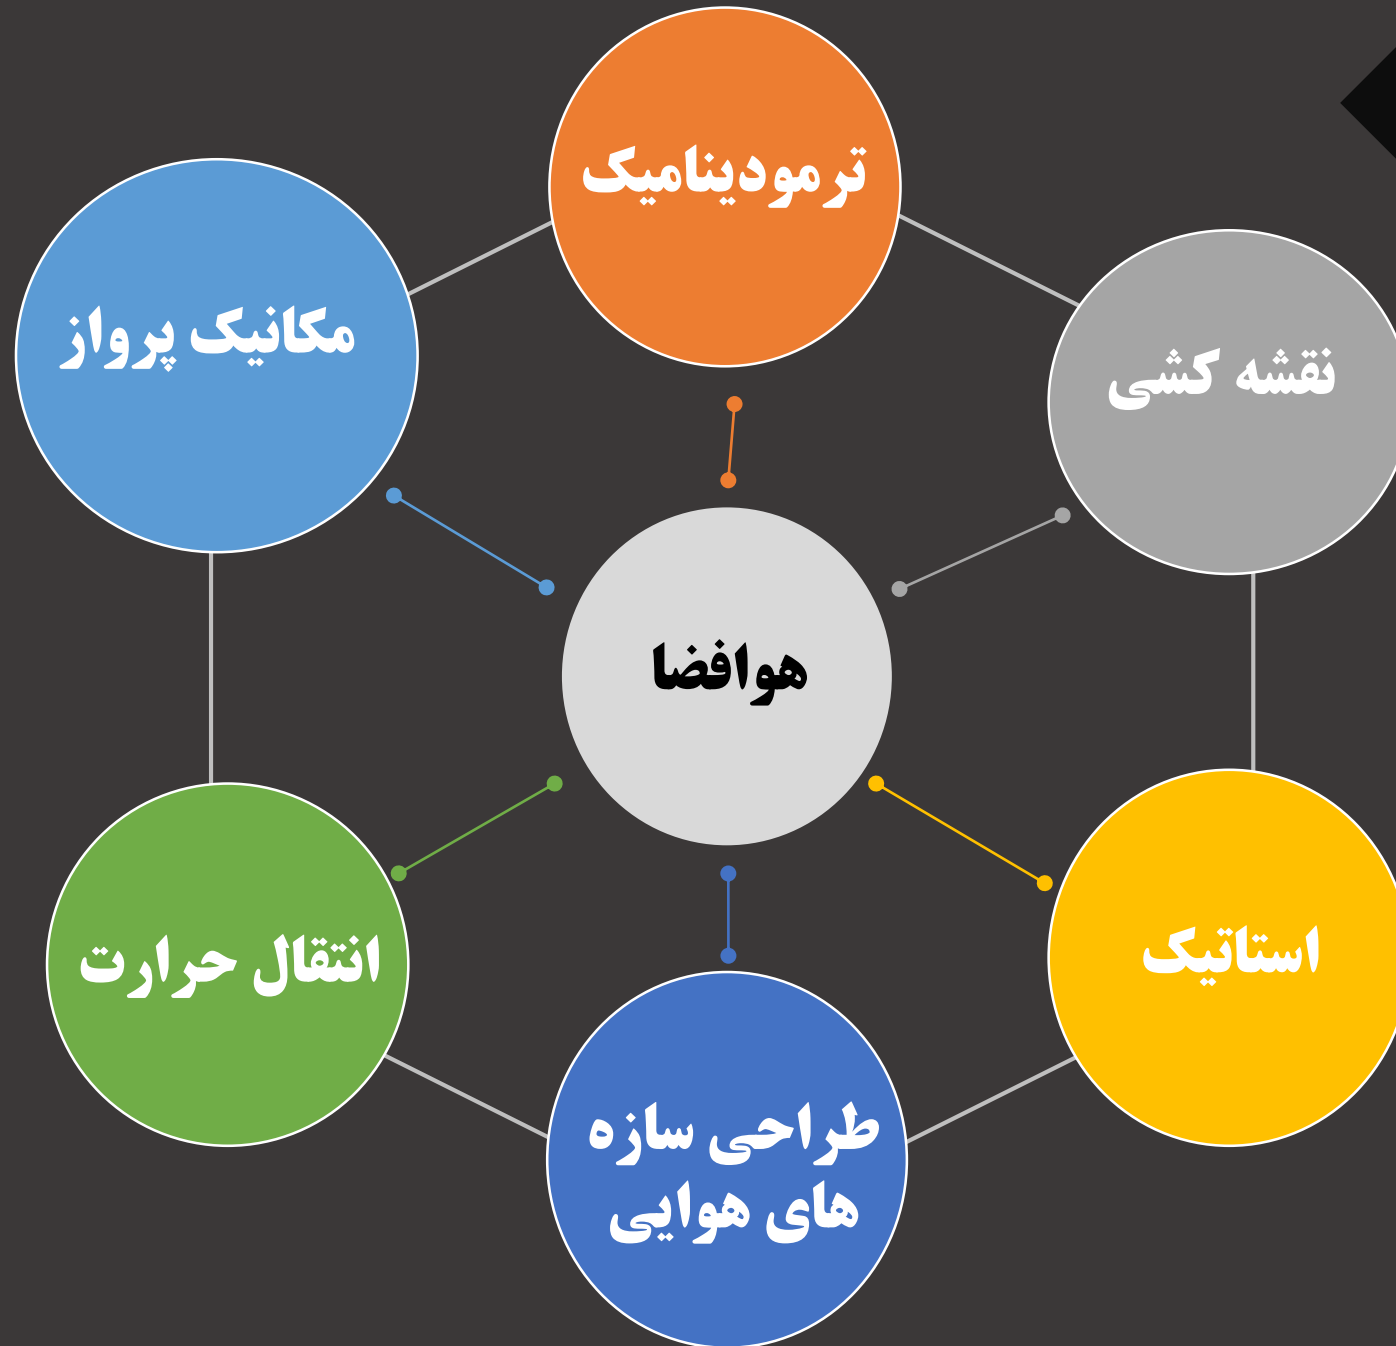 ترمودینامیک
مکانیک پرواز
نقشه کشی
هوافضا
استاتیک
انتقال حرارت
طراحی سازه
های هوایی